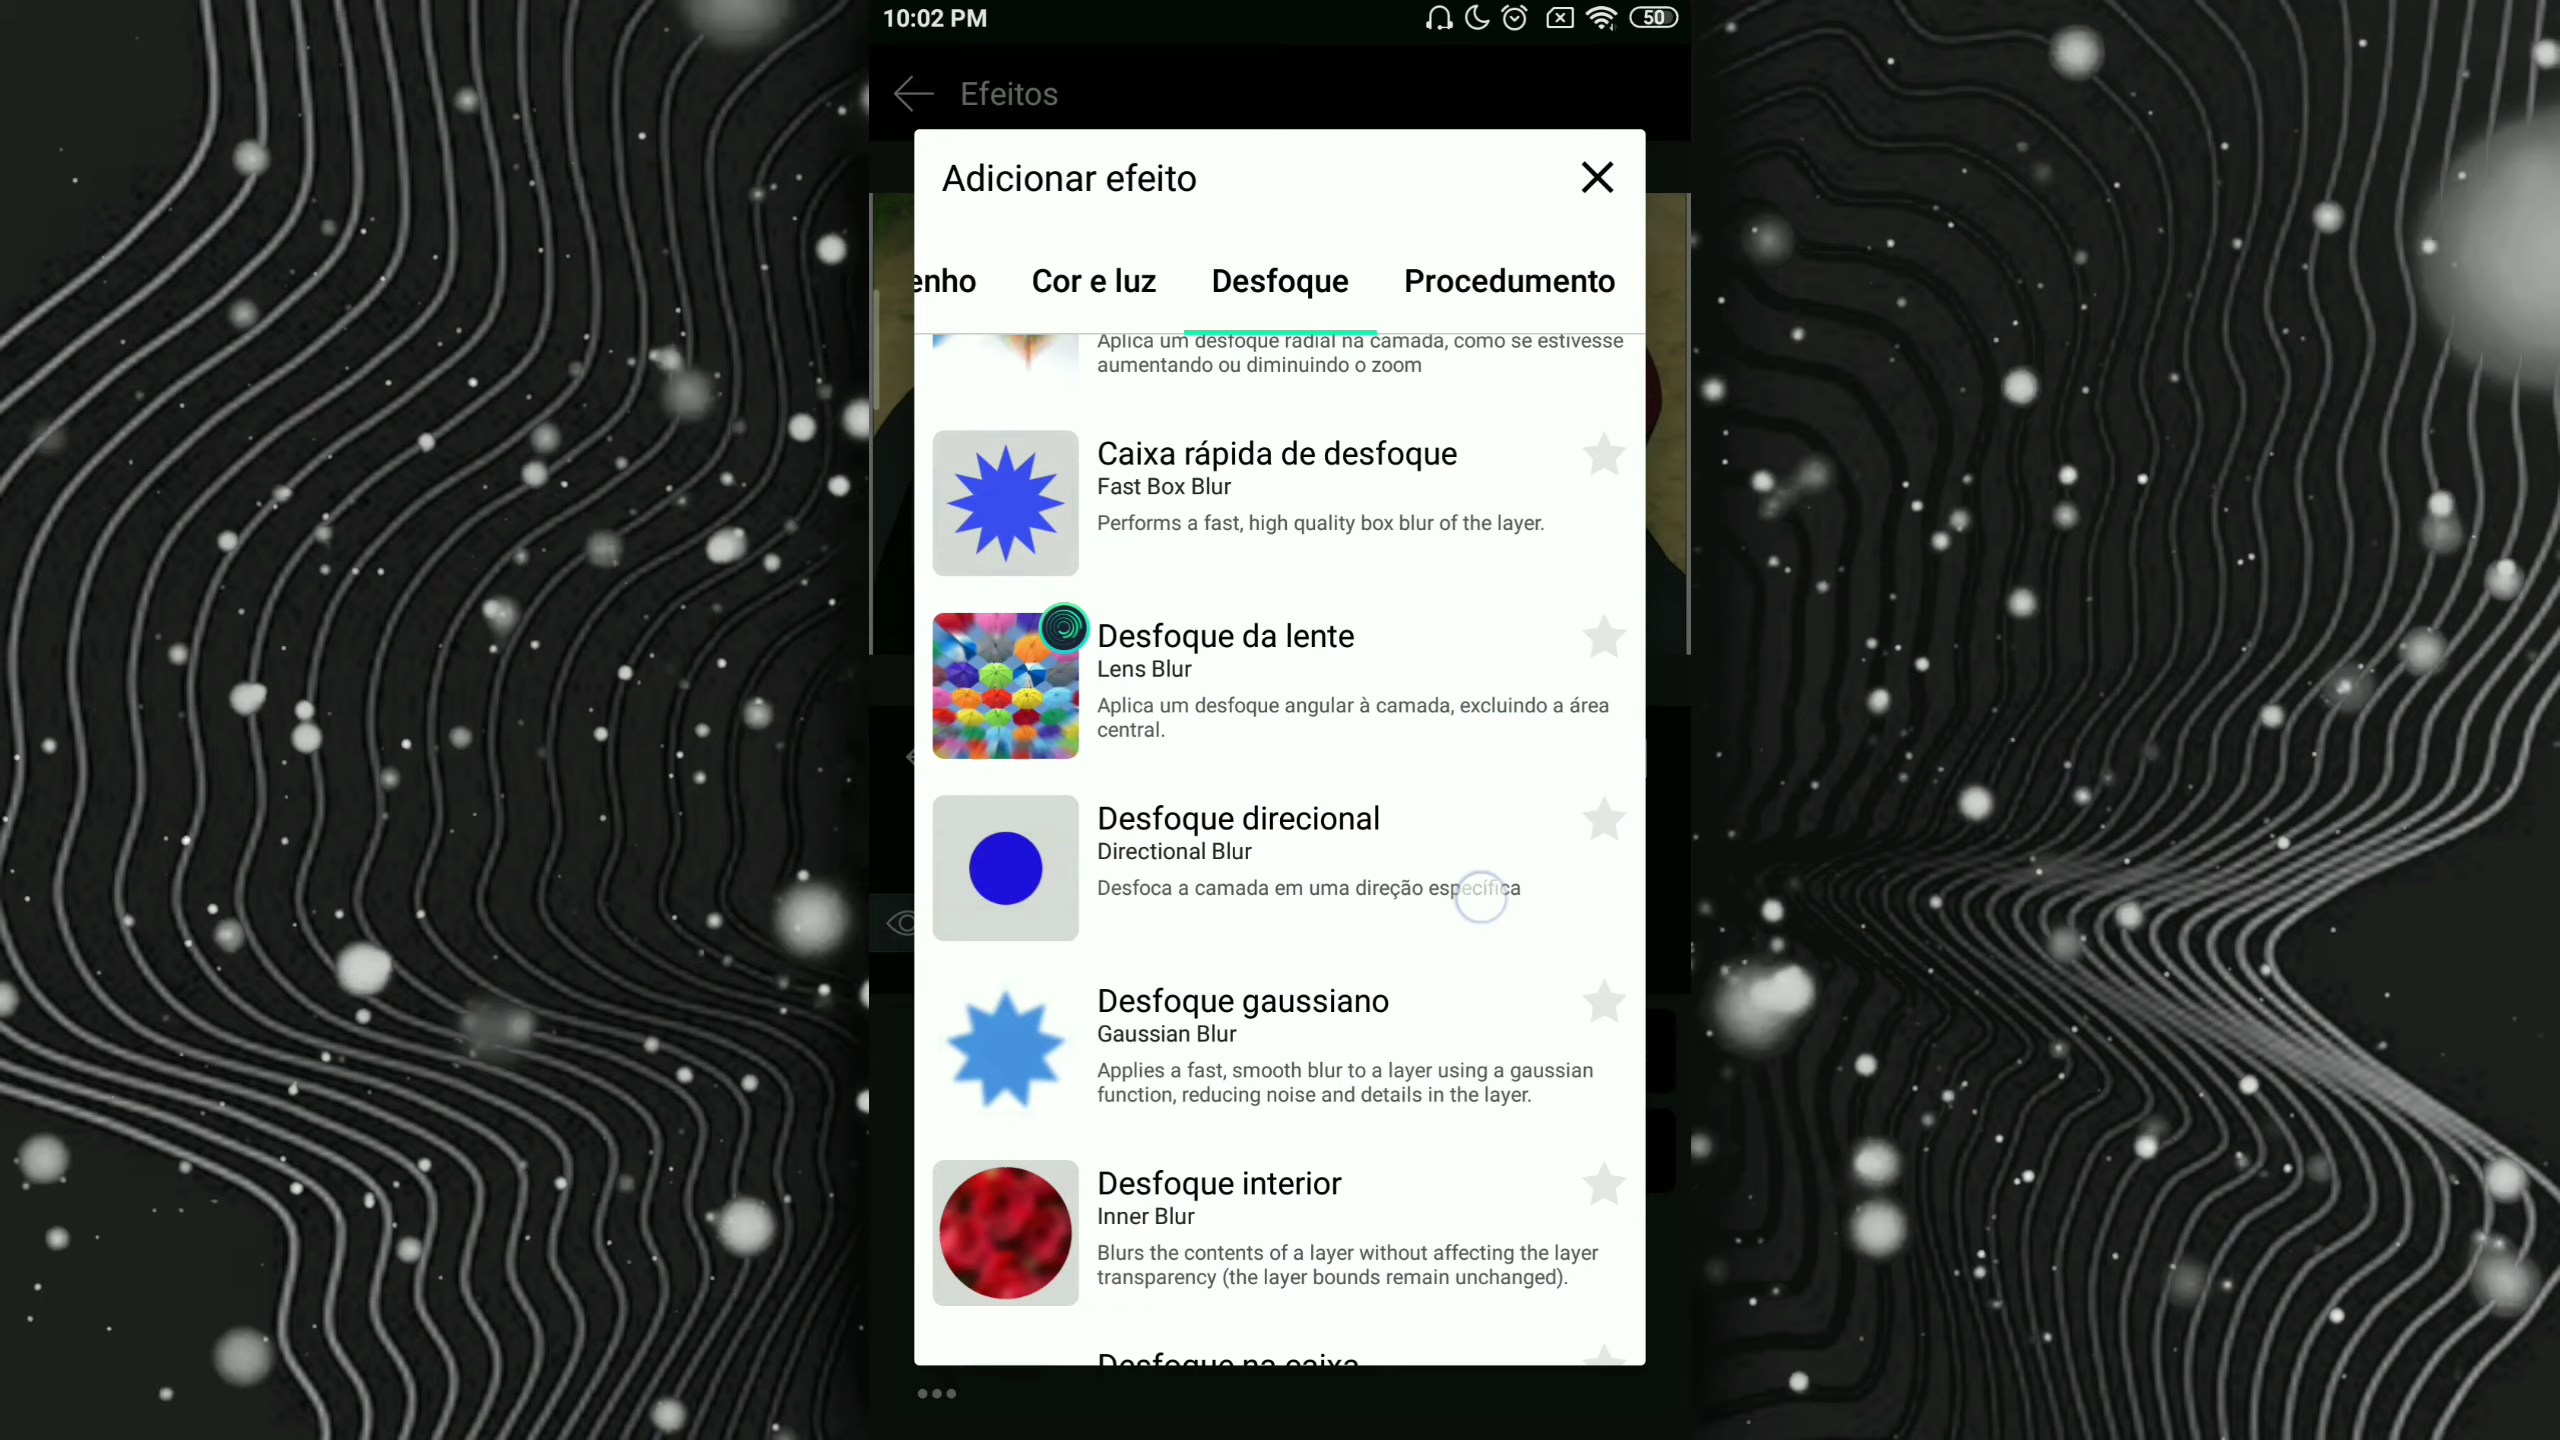 10:02 PM
50
Efeitos
Adicionar efeito
enho
Cor e luz
Desfoque
Procedumento
Aplica um desfoque radial na camada, como se estivesse
aumentando ou diminuindo o zoom
Caixa rápida de desfoque
Fast Box Blur
Performs a fast, high quality box blur of the layer.
Desfoque da lente
Lens Blur
Aplica um desfoque angular à camada, excluindo a área
central.
Desfoque direcional
Directional Blur
Desfoca a camada em uma direção específica
Desfoque gaussiano
Gaussian Blur
Applies a fast, smooth blur to a layer using a gaussian
function, reducing noise and details in the layer.
Desfoque interior
Inner Blur
Blurs the contents of a layer without affecting the layer
transparency (the layer bounds remain unchanged).
Desfoque na caixa